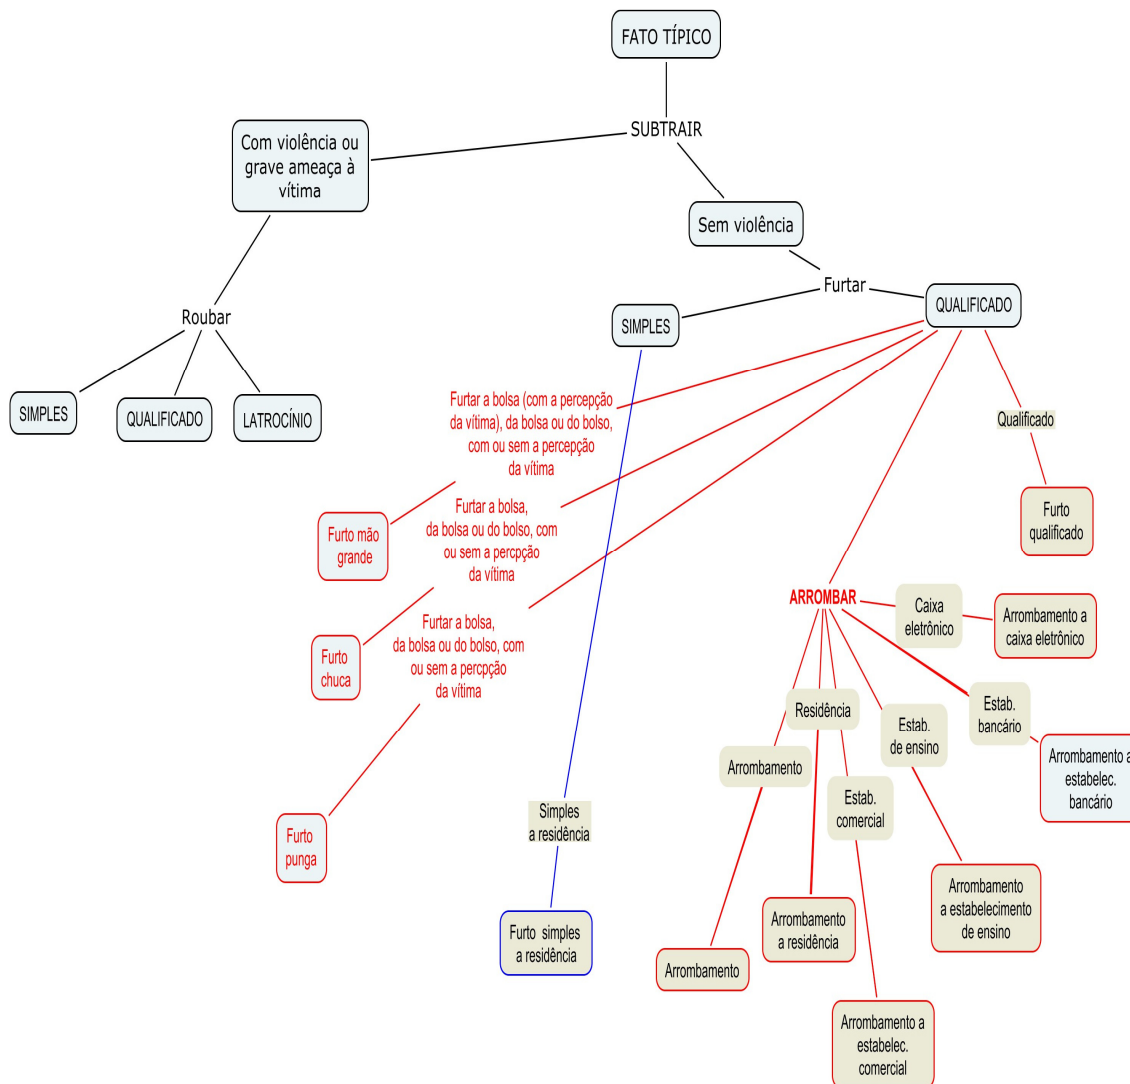 FATO TÍPICO
SUBTRAIR
Com violência ou
grave ameaça à
vítima
Sem violência
Furtar
QUALIFICADO
SIMPLES
Roubar
SIMPLES
QUALIFICADO
LATROCÍNIO
Furtar a bolsa (com a percepção
da vítima), da bolsa ou do bolso,
com ou sem a percepção
da vítima
Qualificado
Furto mão
grande
Furtar a bolsa,
da bolsa ou do bolso, com
ou sem a percpção
da vítima
Furto
qualificado
ARROMBAR
Caixa
eletrônico
Arrombamento a
caixa eletrônico
Furto
chuca
Furtar a bolsa,
da bolsa ou do bolso, com
ou sem a percpção
da vítima
Residência
Estab.
de ensino
Estab.
bancário
Arrombamento a
estabelec.
bancário
Arrombamento
Estab.
comercial
Furto
punga
Simples
a residência
Arrombamento
a estabelecimento
de ensino
Furto simples
a residência
Arrombamento
a residência
Arrombamento
Arrombamento a
estabelec.
comercial